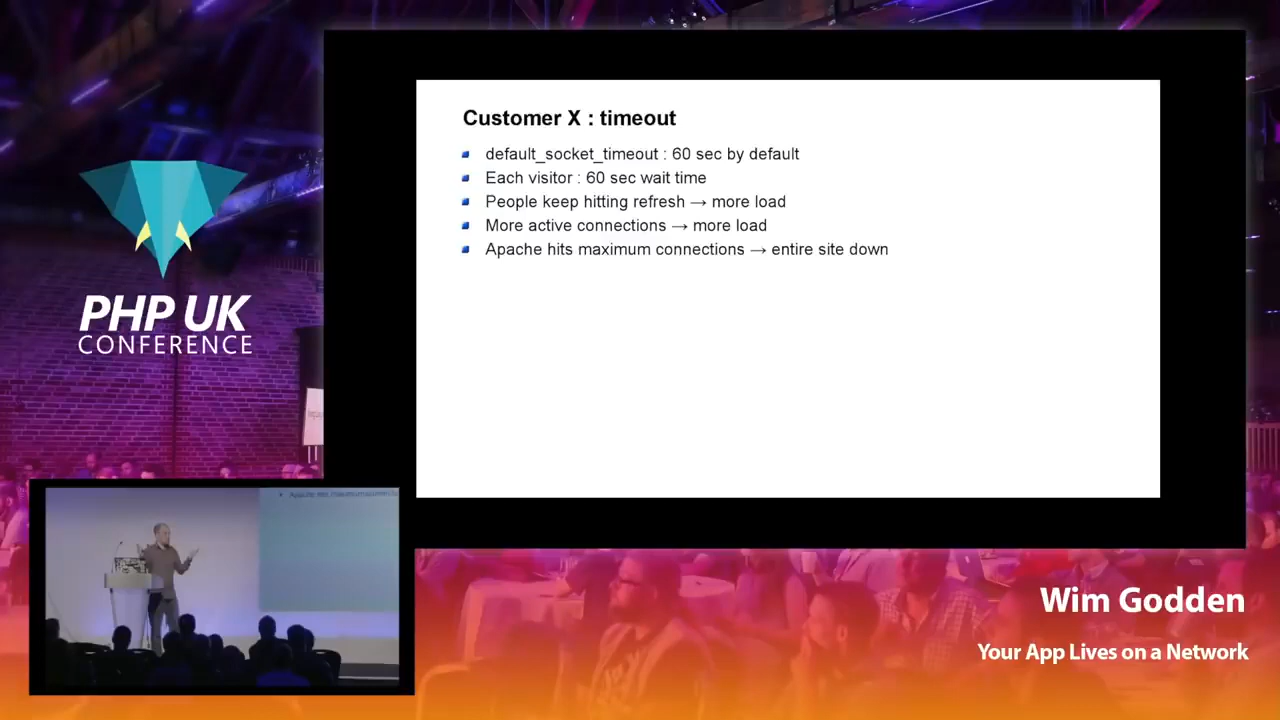 Customer X : timeout
default_socket_timeout : 60 sec by default
Each visitor : 60 sec wait time
People keep hitting refresh → more load
More active connections → more load
Apache hits maximum connections → entire site down
PHP UK
CONFERENCE
Wim Godden
Your App Lives on a Network